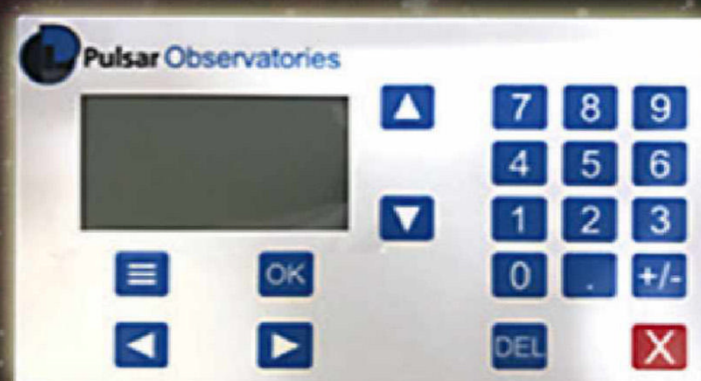 Pulsar Observatories
7 8 9
4 5 6
1 2 3
OK 0 . +/-
DEL X